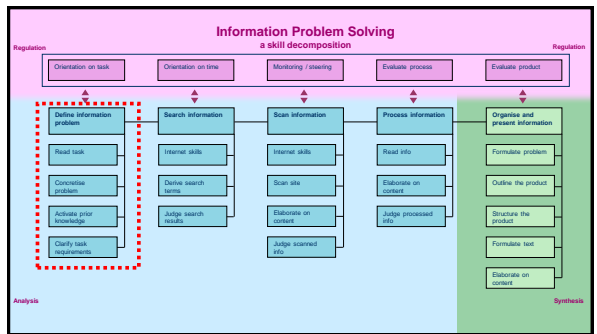 Information Problem Solving
a skill decomposition
Regulation
Regulation
Orientation on task
Orientation on time
Monitoring / steering
Evaluate process
Evaluate product
Define information
problem
Search information
Scan information
Process information
Organise and
present information
Read task
Internet skills
Internet skills
Read info
Formulate problem
Concretise
problem
Derive search
terms
Scan site
Elaborate on
content
Outline the product
Activate prior
knowledge
Judge search
results
Elaborate on
content
Judge processed
info
Structure the
product
Clarify task
requirements
Judge scanned
info
Formulate text
Elaborate on
content
Analysis
Synthesis